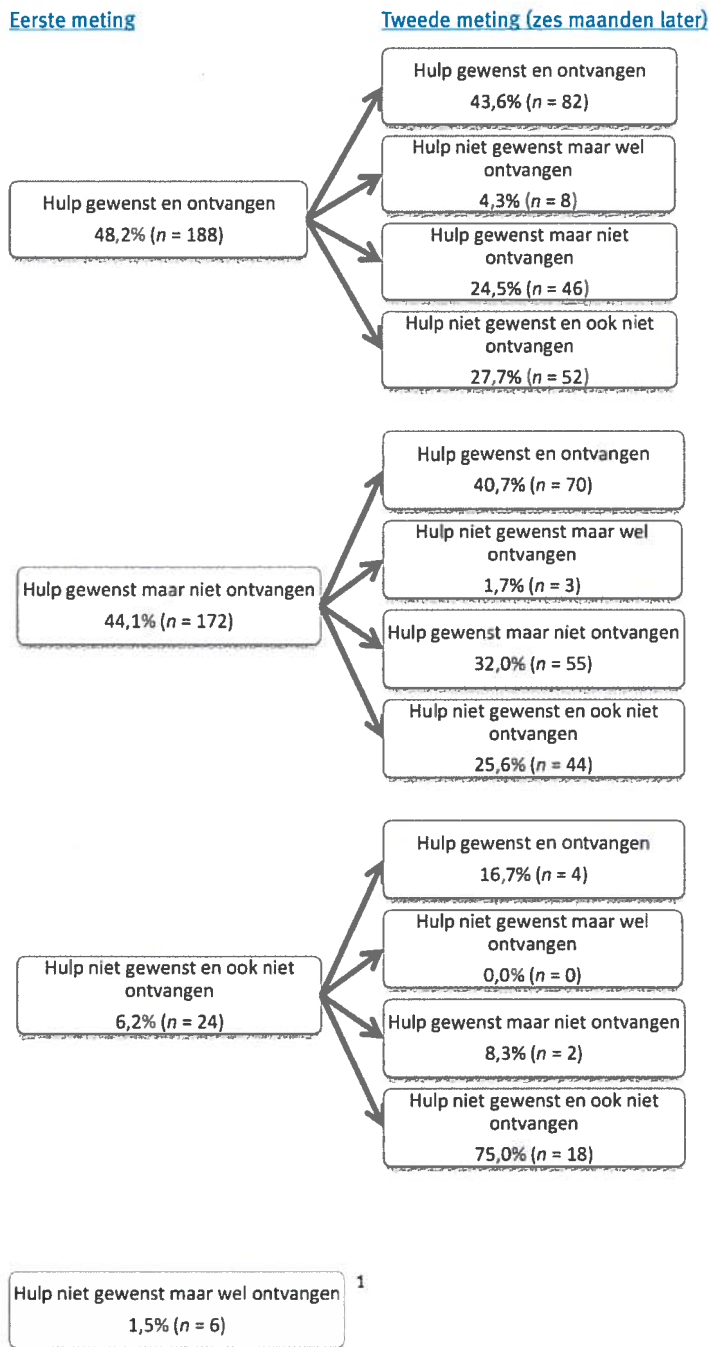 Eerste meting
Tweede meting (zes maanden later)
Hulp gewenst en ontvangen
48,2% (n = 188)
Hulp gewenst en ontvangen
43,6% (n = 82)
Hulp niet gewenst maar wel
ontvangen
4,3% (n = 8)
Hulp gewenst maar niet
ontvangen
24,5% (n = 46)
Hulp niet gewenst en ook niet
ontvangen
27,7% (n = 52)
Hulp gewenst maar niet ontvangen
44,1% (n = 172)
Hulp gewenst en ontvangen
40,7% (n = 70)
Hulp niet gewenst maar wel
ontvangen
1,7% (n = 3)
Hulp gewenst maar niet ontvangen
32,0% (n = 55)
Hulp niet gewenst en ook niet
ontvangen
25,6% (n = 44)
Hulp niet gewenst en ook niet
ontvangen
6,2% (n = 24)
Hulp gewenst en ontvangen
16,7% (n = 4)
Hulp niet gewenst maar wel
ontvangen
0,0% (n = 0)
Hulp gewenst maar niet ontvangen
8,3% (n = 2)
Hulp niet gewenst en ook niet
ontvangen
75,0% (n = 18)
Hulp niet gewenst maar wel ontvangen 1
1,5% (n = 6)